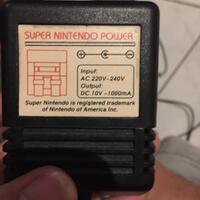 SUPER NINTENDO POWER
+ -
Input:
AC.220V~240V
Output:
DC.10V ⎓1000mA
Super Nintendo is registered trademark
of Nintendo of America Inc.